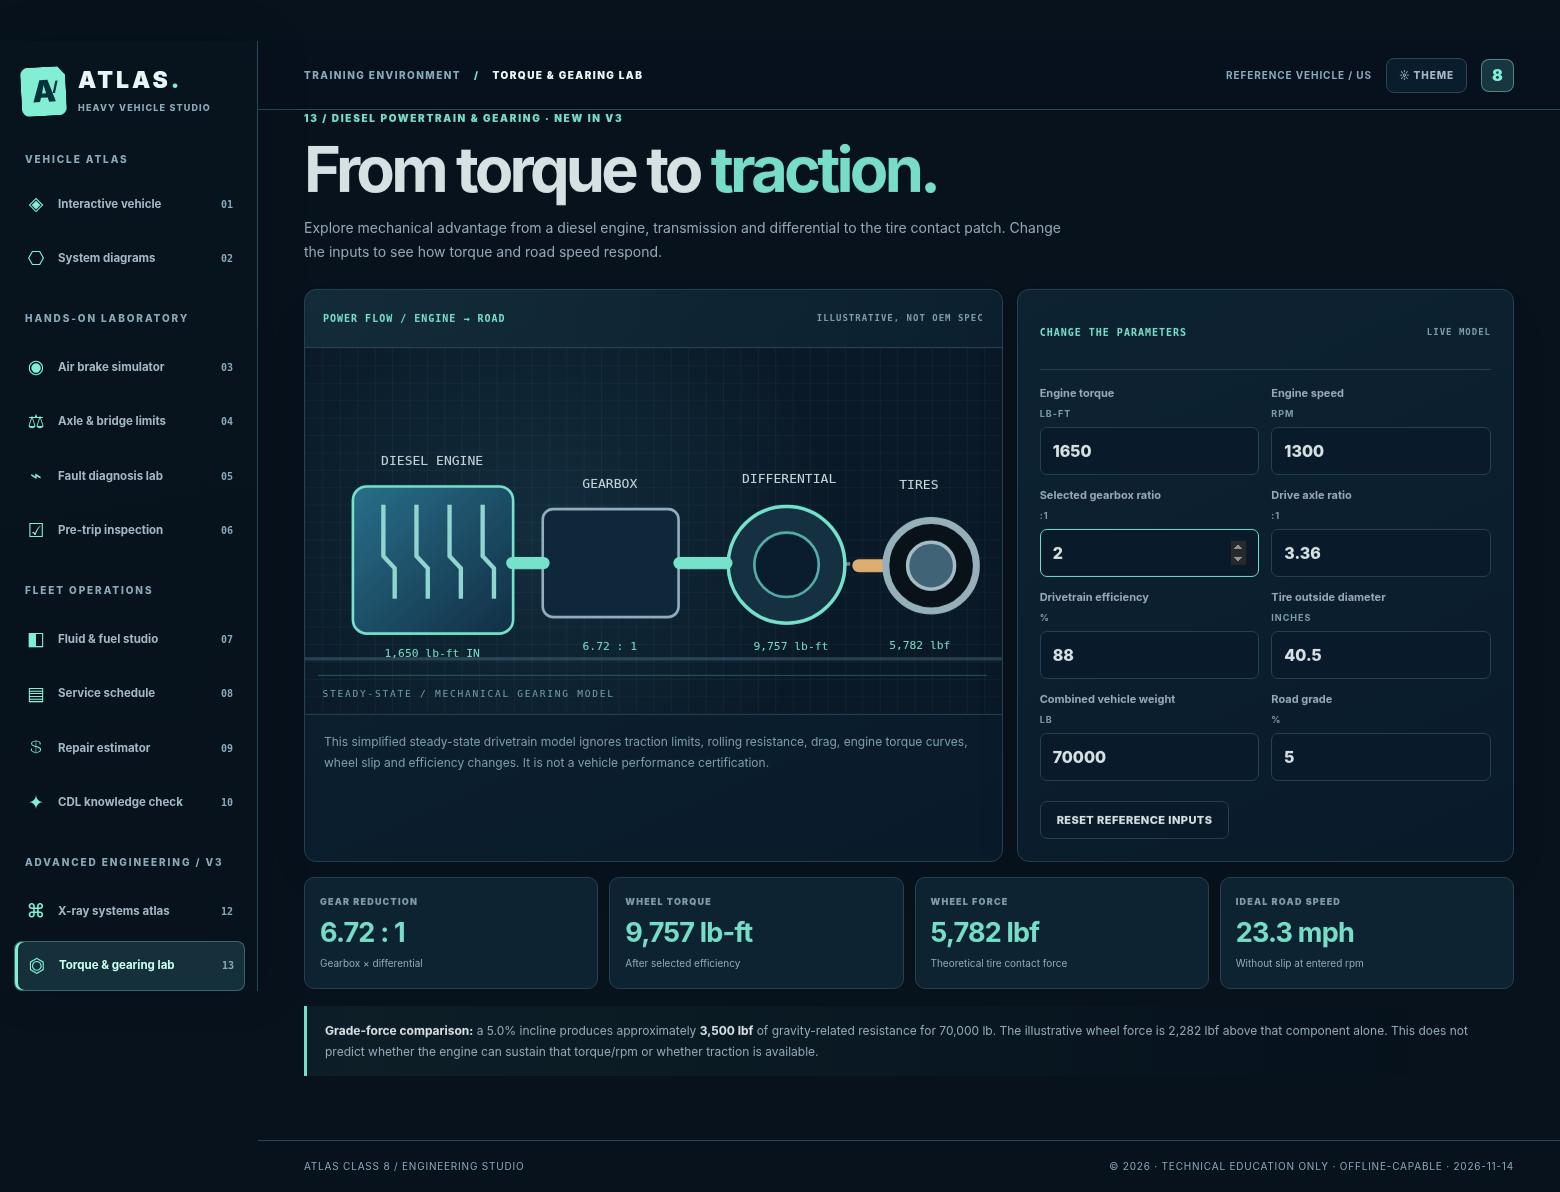 ATLAS.
HEAVY VEHICLE STUDIO
VEHICLE ATLAS
Interactive vehicle 01
System diagrams 02
HANDS-ON LABORATORY
Air brake simulator 03
Axle & bridge limits 04
Fault diagnosis lab 05
Pre-trip inspection 06
FLEET OPERATIONS
Fluid & fuel studio 07
Service schedule 08
$ Repair estimator 09
CDL knowledge check 10
ADVANCED ENGINEERING / V3
X-ray systems atlas 12
Torque & gearing lab 13
TRAINING ENVIRONMENT / TORQUE & GEARING LAB
REFERENCE VEHICLE / US
THEME
8
13 / DIESEL POWERTRAIN & GEARING · NEW IN V3
From torque to traction.
Explore mechanical advantage from a diesel engine, transmission and differential to the tire contact patch. Change
the inputs to see how torque and road speed respond.
POWER FLOW / ENGINE → ROAD
ILLUSTRATIVE, NOT OEM SPEC
DIESEL ENGINE
GEARBOX
DIFFERENTIAL
TIRES
1,650 lb-ft IN
6.72 : 1
9,757 lb-ft
5,782 lbf
STEADY-STATE / MECHANICAL GEARING MODEL
This simplified steady-state drivetrain model ignores traction limits, rolling resistance, drag, engine torque curves,
wheel slip and efficiency changes. It is not a vehicle performance certification.
CHANGE THE PARAMETERS
LIVE MODEL
Engine torque
LB-FT
1650
Engine speed
RPM
1300
Selected gearbox ratio
:1
2
Drive axle ratio
:1
3.36
Drivetrain efficiency
%
88
Tire outside diameter
INCHES
40.5
Combined vehicle weight
LB
70000
Road grade
%
5
RESET REFERENCE INPUTS
GEAR REDUCTION
6.72 : 1
Gearbox × differential
WHEEL TORQUE
9,757 lb-ft
After selected efficiency
WHEEL FORCE
5,782 lbf
Theoretical tire contact force
IDEAL ROAD SPEED
23.3 mph
Without slip at entered rpm
Grade-force comparison: a 5.0% incline produces approximately 3,500 lbf of gravity-related resistance for 70,000 lb. The illustrative wheel force is 2,282 lbf above that component alone. This does not
predict whether the engine can sustain that torque/rpm or whether traction is available.
ATLAS CLASS 8 / ENGINEERING STUDIO
© 2026 · TECHNICAL EDUCATION ONLY · OFFLINE-CAPABLE · 2026-11-14